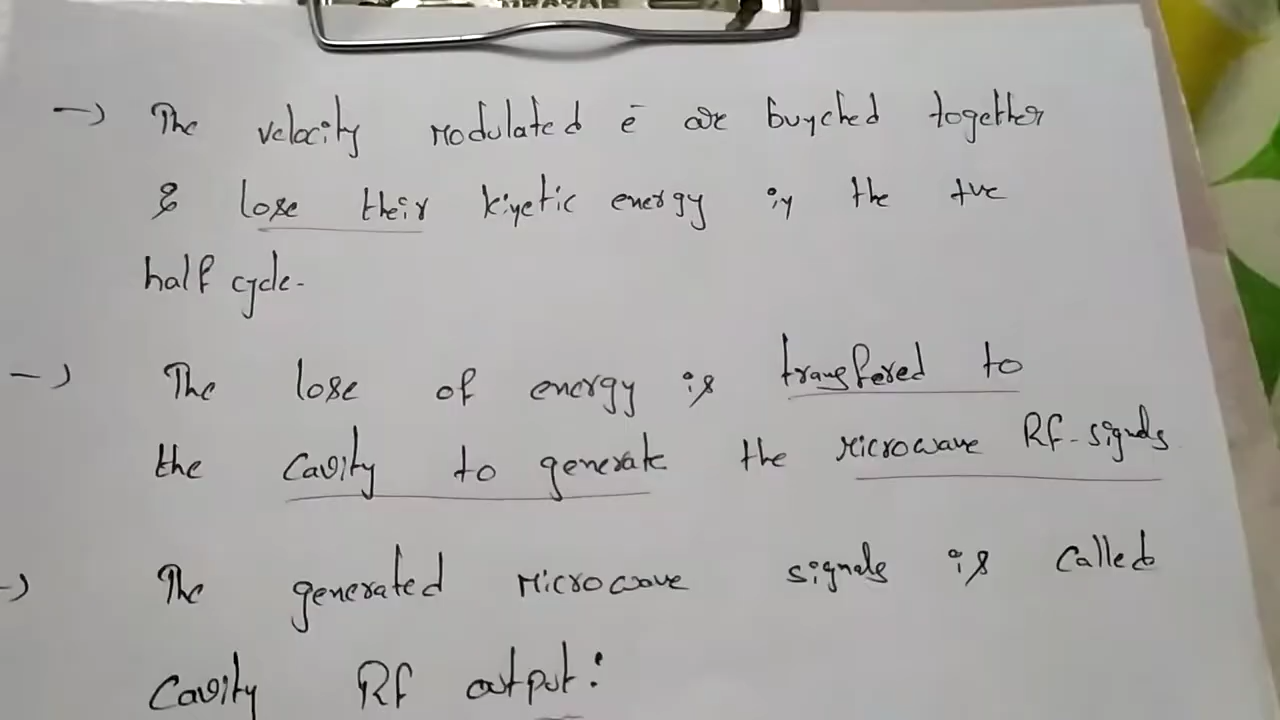 → The velocity modulated ē are bunched together
& lose their kinetic energy in the +ve
half cycle.
→ The lose of energy is transfered to
the cavity to generate the microwave RF-signals
→ The generated microwave signals is called
Cavity RF output: